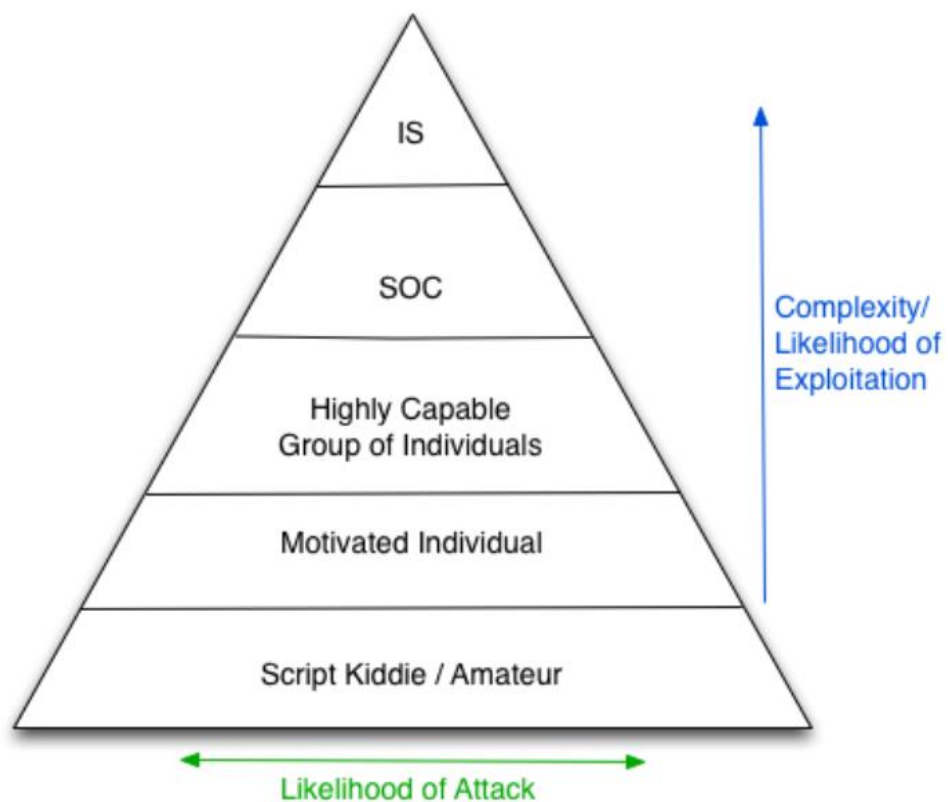 IS
SOC
Highly Capable
Group of Individuals
Motivated Individual
Script Kiddie / Amateur
Complexity/
Likelihood of
Exploitation
Likelihood of Attack